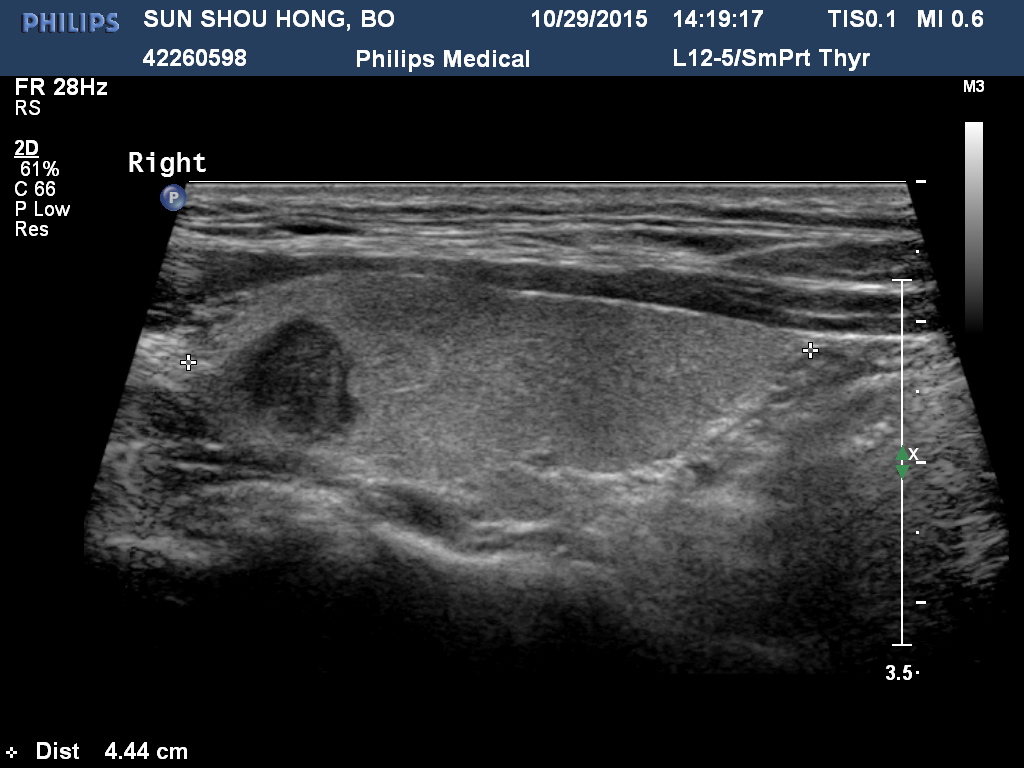 PHILIPS
SUN SHOU HONG, BO 10/29/2015 14:19:17 TIS0.1 MI 0.6
42260598 Philips Medical L12-5/SmPrt Thyr
FR 28Hz
RS
M3
2D
61%
C 66
P Low
Res
Right
P
X
3.5
Dist 4.44 cm